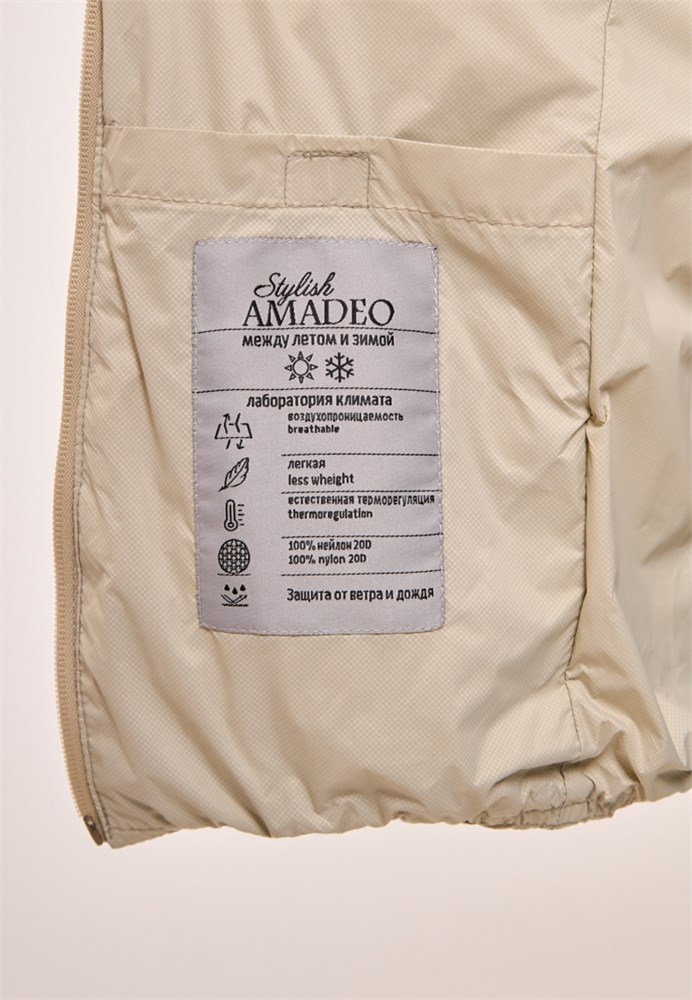 Stylish
AMADEO
между летом и зимой
лаборатория климата
воздухопроницаемость
breathable
легкая
less wheight
естественная терморегуляция
thermoregulation
100% нейлон 20D
100% nylon 20D
Защита от ветра и дождя